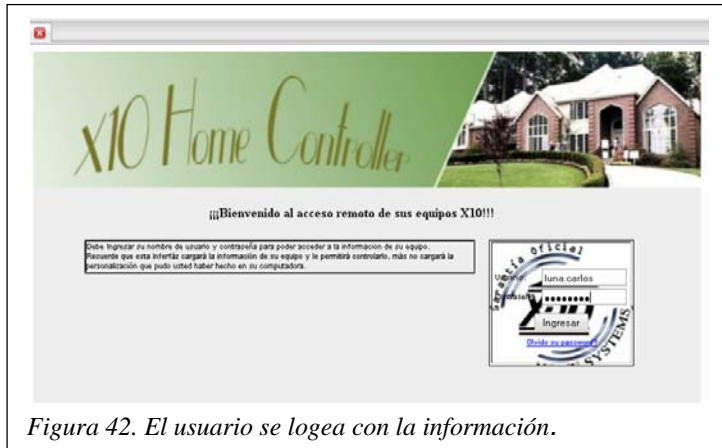 x10 Home Controller
¡¡¡Bienvenido al acceso remoto de sus equipos X10!!!
Debe ingresar su nombre de usuario y contraseña para poder acceder a la información de su equipo.
Recuerde que esta interfáz cargará la información de su equipo y le permitirá controlarlo, más no cargará la
personalización que pudo usted haber hecho en su computadora.
Garantía oficial
luna.carlos
Ingresar
Olvido su password?
SYSTEMS
Figura 42. El usuario se logea con la información.